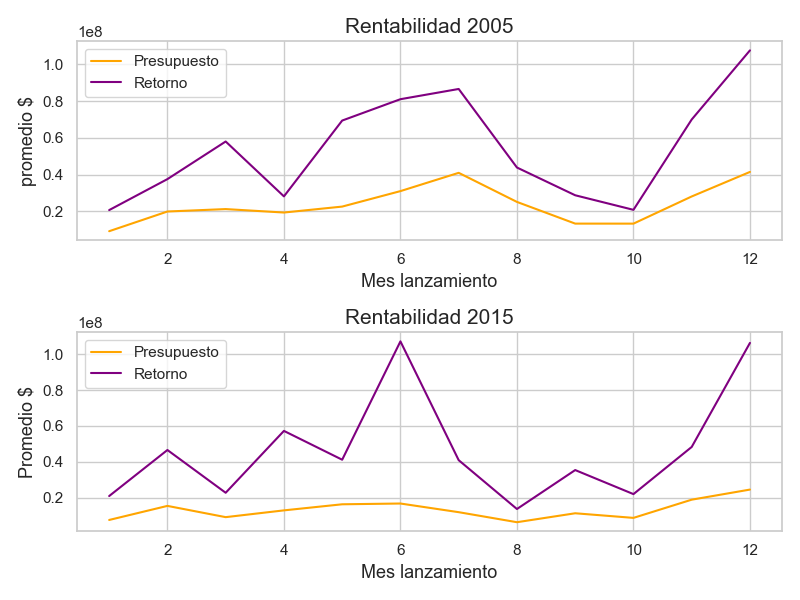 Rentabilidad 2005
1e8
Presupuesto
Retorno
1.0
0.8
0.6
0.4
0.2
promedio $
2 4 6 8 10 12
Mes lanzamiento
Rentabilidad 2015
1e8
Presupuesto
Retorno
1.0
0.8
0.6
0.4
0.2
Promedio $
2 4 6 8 10 12
Mes lanzamiento